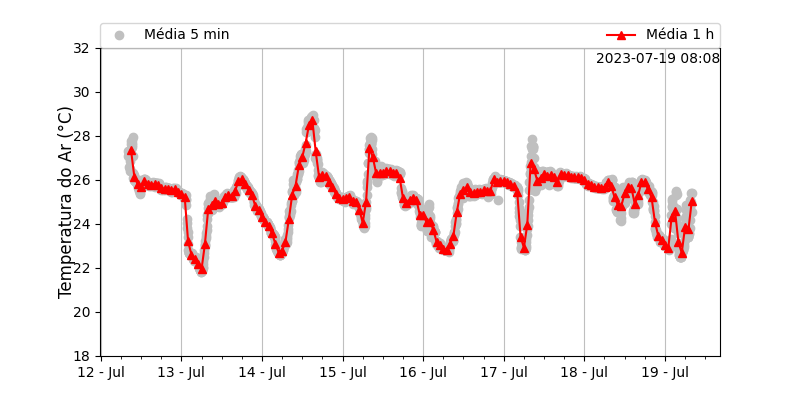 Média 5 min
Média 1 h
2023-07-19 08:08
Temperatura do Ar (°C)
32
30
28
26
24
22
20
18
12 - Jul
13 - Jul
14 - Jul
15 - Jul
16 - Jul
17 - Jul
18 - Jul
19 - Jul